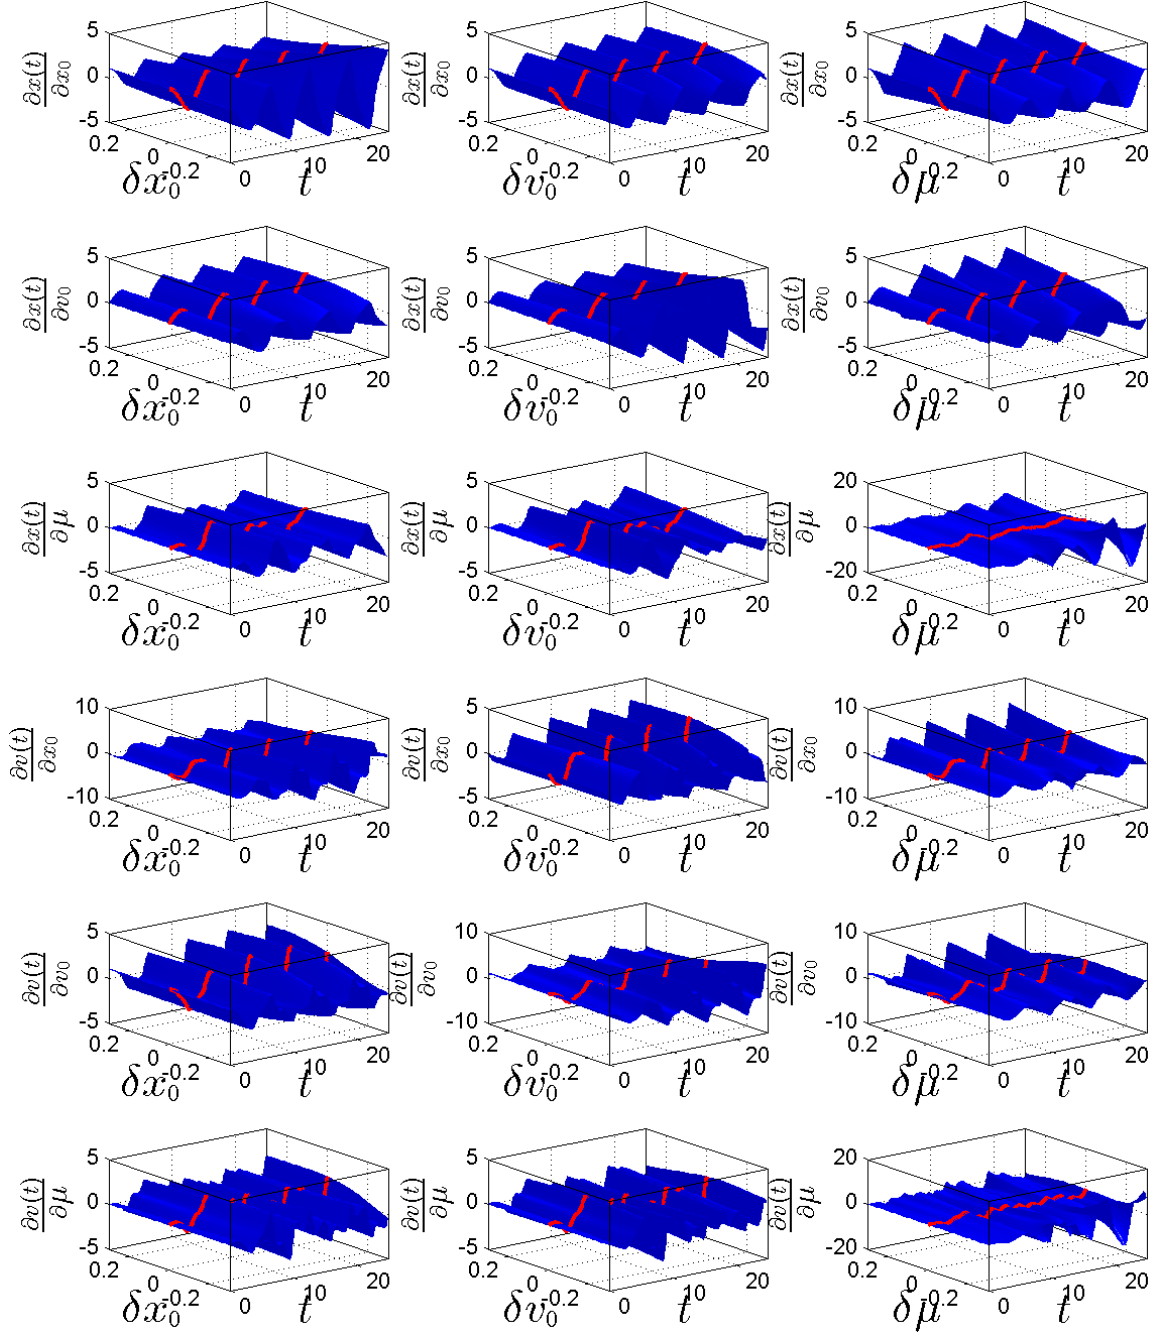 5 0 -5 0.2 0 -0.2 0 10 20 ∂x(t)/∂x₀ δx₀ t
5 0 -5 0.2 0 -0.2 0 10 20 ∂x(t)/∂x₀ δv₀ t
5 0 -5 0.2 0 -0.2 0 10 20 ∂x(t)/∂x₀ δμ t
5 0 -5 0.2 0 -0.2 0 10 20 ∂x(t)/∂v₀ δx₀ t
5 0 -5 0.2 0 -0.2 0 10 20 ∂x(t)/∂v₀ δv₀ t
5 0 -5 0.2 0 -0.2 0 10 20 ∂x(t)/∂v₀ δμ t
5 0 -5 0.2 0 -0.2 0 10 20 ∂x(t)/∂μ δx₀ t
5 0 -5 0.2 0 -0.2 0 10 20 ∂x(t)/∂μ δv₀ t
20 0 -20 0.2 0 -0.2 0 10 20 ∂x(t)/∂μ δμ t
10 0 -10 0.2 0 -0.2 0 10 20 ∂v(t)/∂x₀ δx₀ t
5 0 -5 0.2 0 -0.2 0 10 20 ∂v(t)/∂x₀ δv₀ t
10 0 -10 0.2 0 -0.2 0 10 20 ∂v(t)/∂x₀ δμ t
5 0 -5 0.2 0 -0.2 0 10 20 ∂v(t)/∂v₀ δx₀ t
10 0 -10 0.2 0 -0.2 0 10 20 ∂v(t)/∂v₀ δv₀ t
10 0 -10 0.2 0 -0.2 0 10 20 ∂v(t)/∂v₀ δμ t
5 0 -5 0.2 0 -0.2 0 10 20 ∂v(t)/∂μ δx₀ t
5 0 -5 0.2 0 -0.2 0 10 20 ∂v(t)/∂μ δv₀ t
20 0 -20 0.2 0 -0.2 0 10 20 ∂v(t)/∂μ δμ t